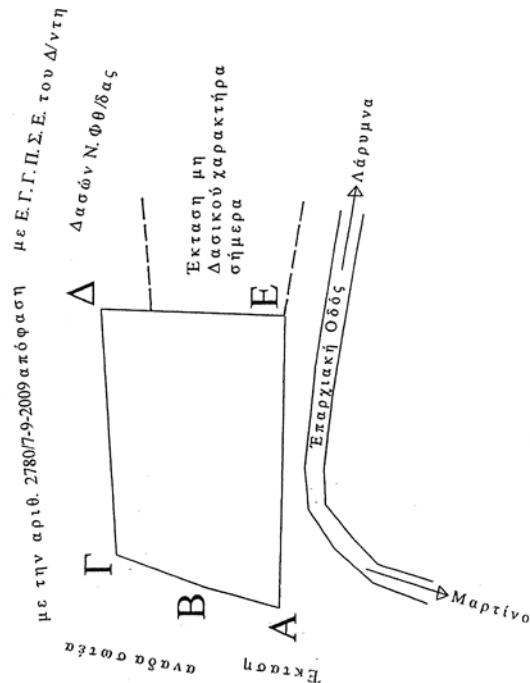 Έκταση αναδασωτέα με την αριθ. 2780/7-9-2009 απόφαση με Ε.Γ.Γ.Π.Σ.Ε. του Δ/ντη
Δασών Ν. Φθ/δας
Δ
Γ
Έκταση μη
Δασικού χαρακτήρα
σήμερα
Β
Ε
Α
Έπαρχιακή Οδός
Λάρυμνα
Μαρτίνο